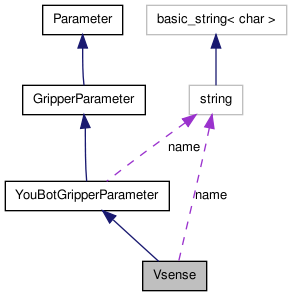 Parameter
basic_string< char >
GripperParameter
string
name
YouBotGripperParameter
name
Vsense